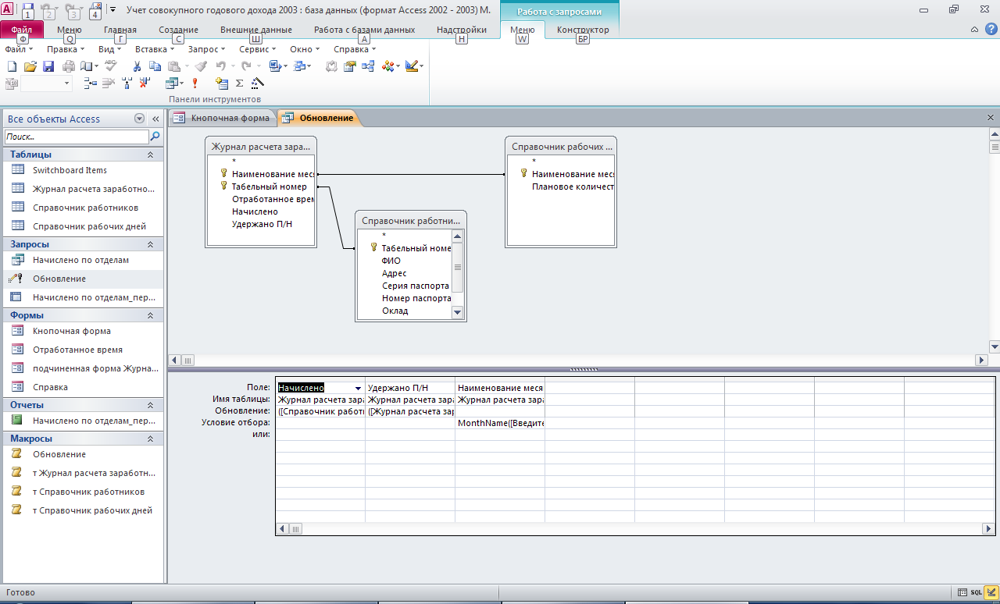 Учет совокупного годового дохода 2003 : база данных (формат Access 2002 - 2003) M.
Работа с запросами
1 2 3 4
Файл Меню Главная Создание Внешние данные Работа с базами данных Надстройки Меню Конструктор
Ф Q Г С Ш А Н W БР
Файл Правка Вид Вставка Запрос Сервис Окно Справка
Панели инструментов
Все объекты Access
Поиск...
Таблицы
Switchboard Items
Журнал расчета заработно...
Справочник работников
Справочник рабочих дней
Запросы
Начислено по отделам
Обновление
Начислено по отделам_пер...
Формы
Кнопочная форма
Отработанное время
подчиненная форма Журна...
Справка
Отчеты
Начислено по отделам_пер...
Макросы
Обновление
т Журнал расчета заработн...
т Справочник работников
т Справочник рабочих дней
Кнопочная форма Обновление
Журнал расчета зара...
*
Наименование меся
Табельный номер
Отработанное врем
Начислено
Удержано П/Н
Справочник работни...
*
Табельный номе
ФИО
Адрес
Серия паспорта
Номер паспорта
Оклад
Справочник рабочих ...
*
Наименование меся
Плановое количест
Поле: Начислено Удержано П/Н Наименование меся
Имя таблицы: Журнал расчета зара Журнал расчета зара Журнал расчета зара
Обновление: ([Справочник работн ([Журнал расчета зар
Условие отбора: MonthName([Введите
или:
Готово
SQL